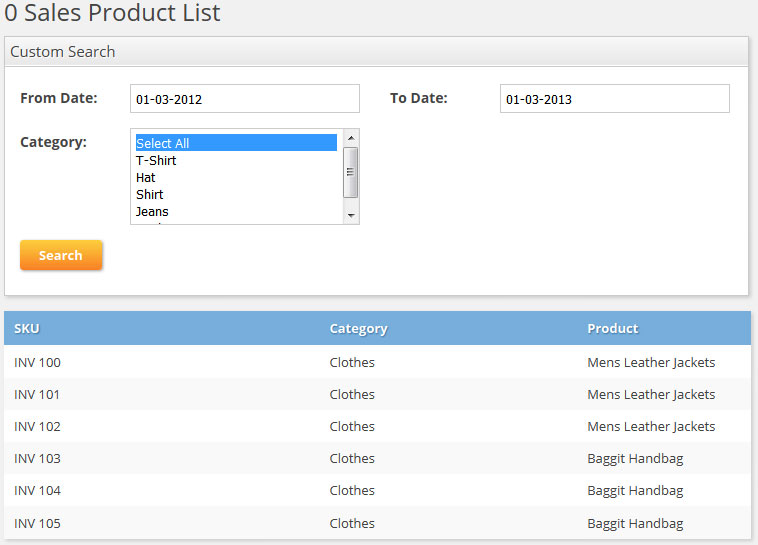 0 Sales Product List
Custom Search
From Date: 01-03-2012 To Date: 01-03-2013
Category: Select All
T-Shirt
Hat
Shirt
Jeans
Search
SKU Category Product
INV 100 Clothes Mens Leather Jackets
INV 101 Clothes Mens Leather Jackets
INV 102 Clothes Mens Leather Jackets
INV 103 Clothes Baggit Handbag
INV 104 Clothes Baggit Handbag
INV 105 Clothes Baggit Handbag